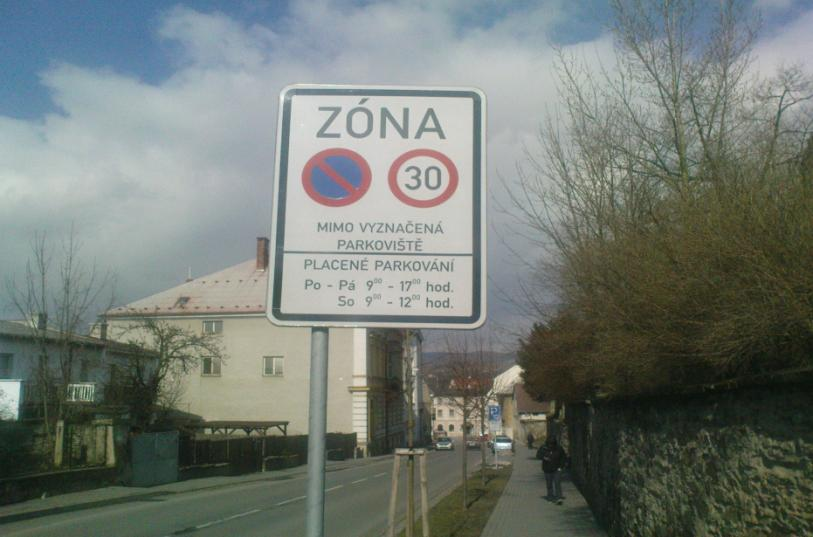 ZÓNA
30
MIMO VYZNAČENÁ
PARKOVIŠTĚ
PLACENÉ PARKOVÁNÍ
Po - Pá 9⁰⁰ - 17⁰⁰ hod.
So 9⁰⁰ - 12⁰⁰ hod.
P